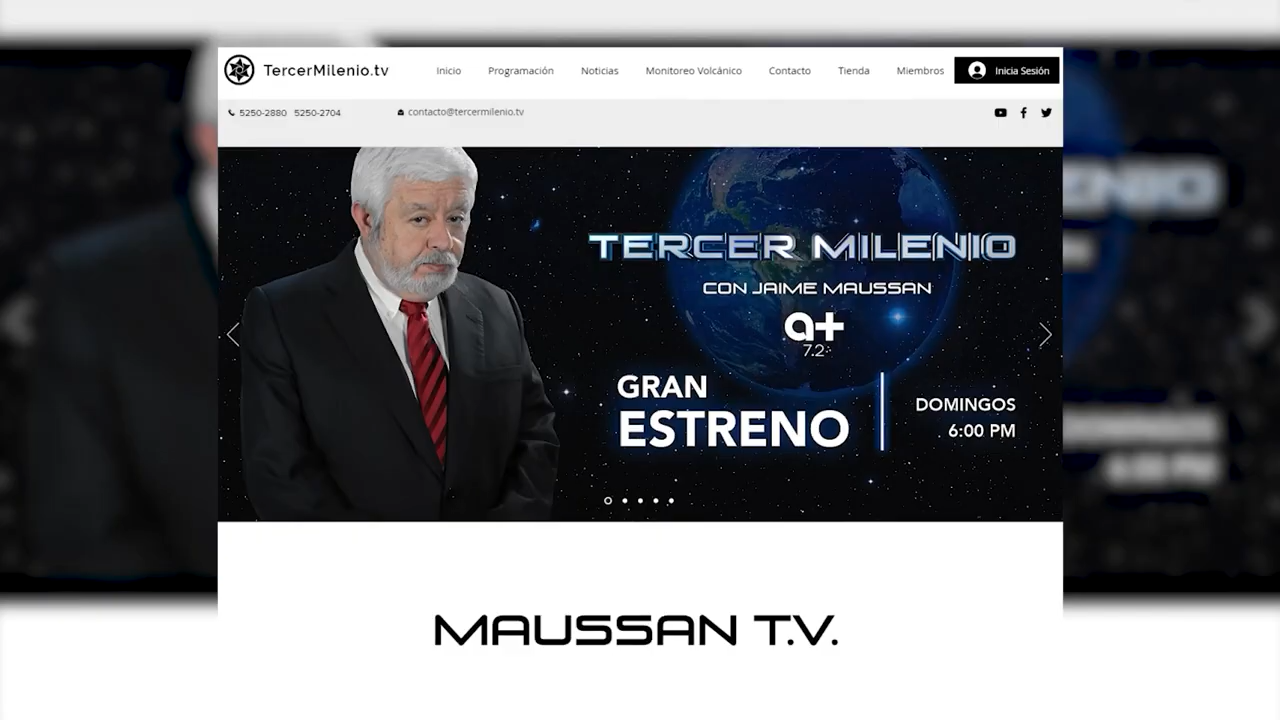 TercerMilenio.tv
Inicio Programación Noticias Monitoreo Volcánico Contacto Tienda Miembros Inicia Sesión
5250-2880 5250-2704 contacto@tercermilenio.tv
TERCER MILENIO
CON JAIME MAUSSAN
a+
7.2
GRAN
ESTRENO
DOMINGOS
6:00 PM
MAUSSAN T.V.